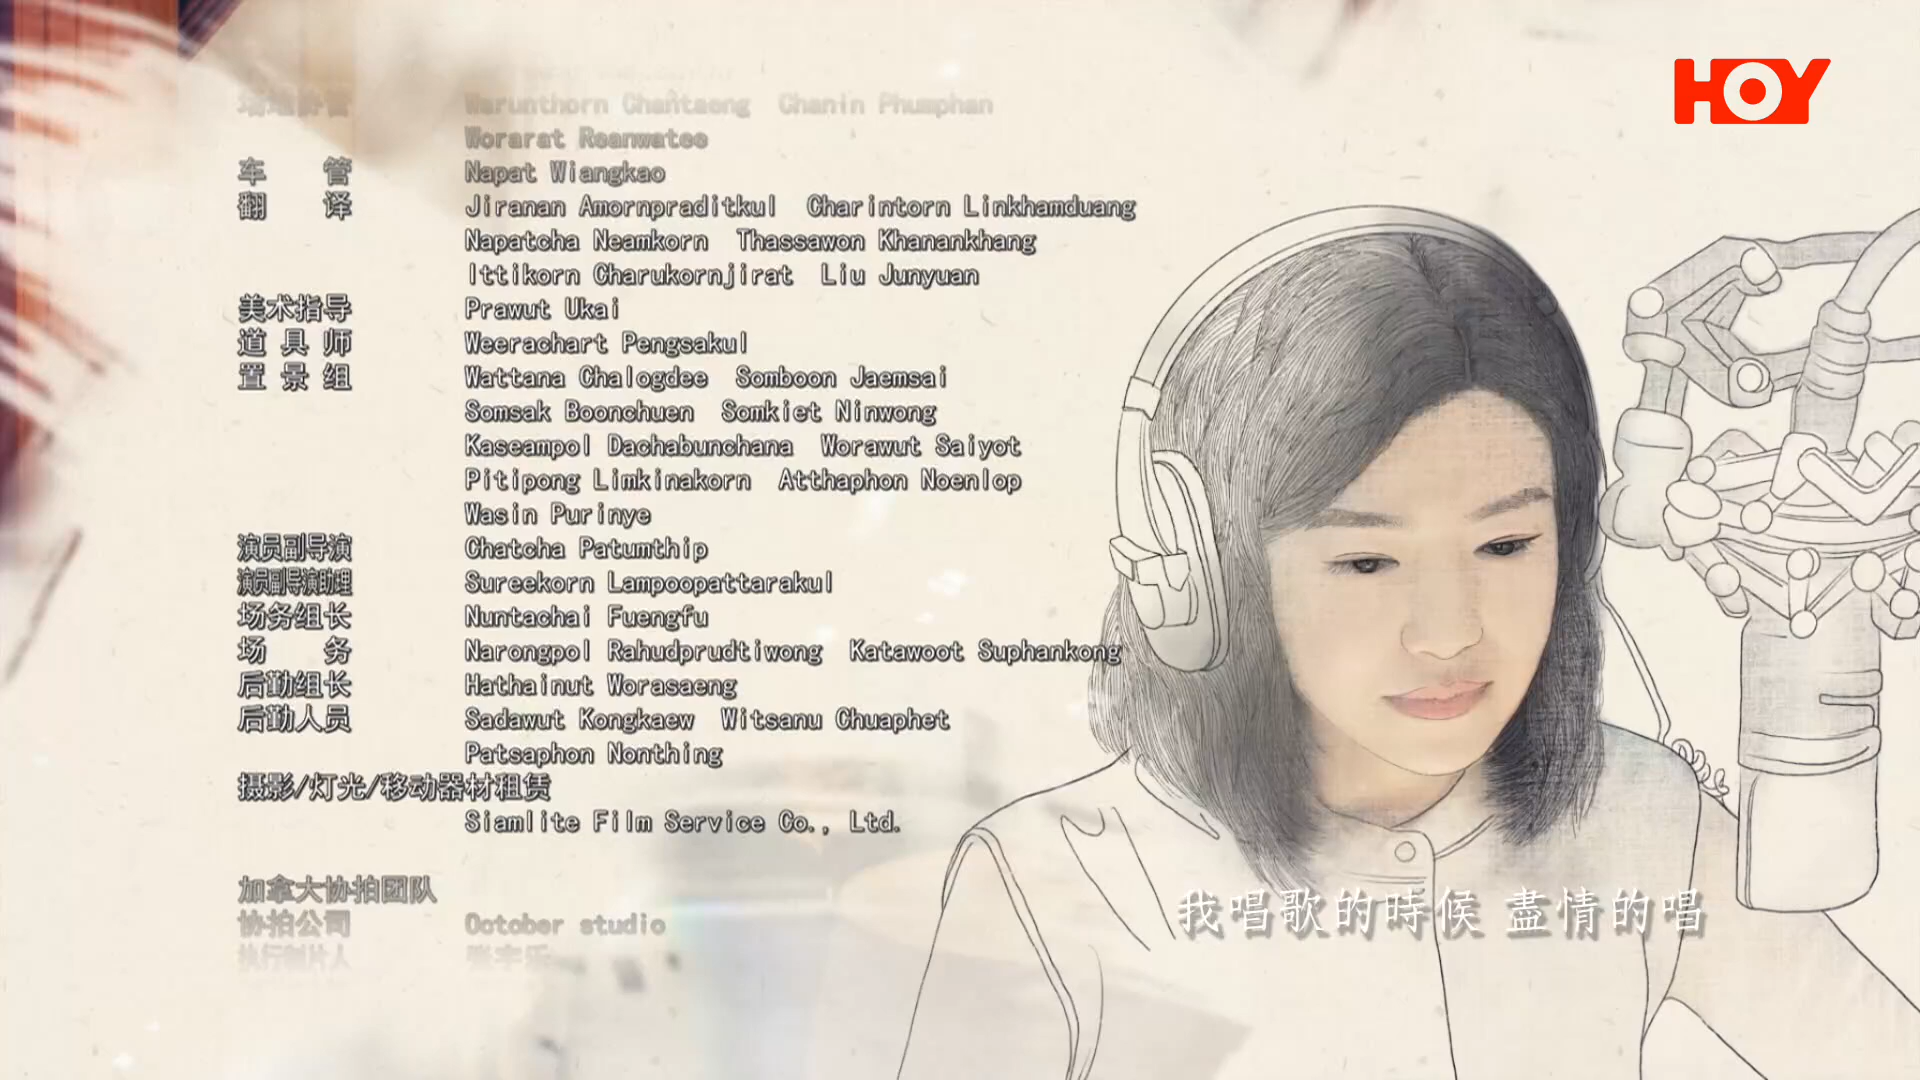 HOY
Warunthorn Chantaeng Chanin Phumphan
Worarat Reanwatee
车 管 Napat Wiangkao
翻 译 Jiranan Amornpraditkul Charintorn Linkhamduang
Napatcha Neamkorn Thassawon Khanankhang
Ittikorn Charukornjirat Liu Junyuan
美术指导 Prawut Ukai
道 具 师 Weerachart Pengsakul
置 景 组 Wattana Chalogdee Somboon Jaemsai
Somsak Boonchuen Somkiet Ninwong
Kaseampol Dachabunchana Worawut Saiyot
Pitipong Limkinakorn Atthaphon Noenlop
Wasin Purinye
演员副导演 Chatcha Patumthip
演员副导演助理 Sureekorn Lampoopattarakul
场务组长 Nuntachai Fuengfu
场 务 Narongpol Rahudprudtiwong Katawoot Suphankong
后勤组长 Hathainut Worasaeng
后勤人员 Sadawut Kongkaew Witsanu Chuaphet
Patsaphon Nonthing
摄影/灯光/移动器材租赁
Siamlite Film Service Co., Ltd.
加拿大协拍团队
协拍公司 October studio
执行制片人
我唱歌的時候 盡情的唱